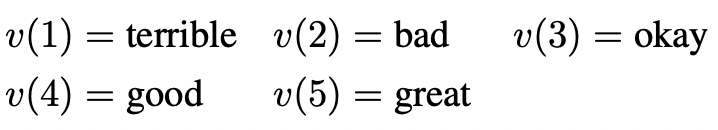 v(1) = terrible v(2) = bad v(3) = okay
v(4) = good v(5) = great